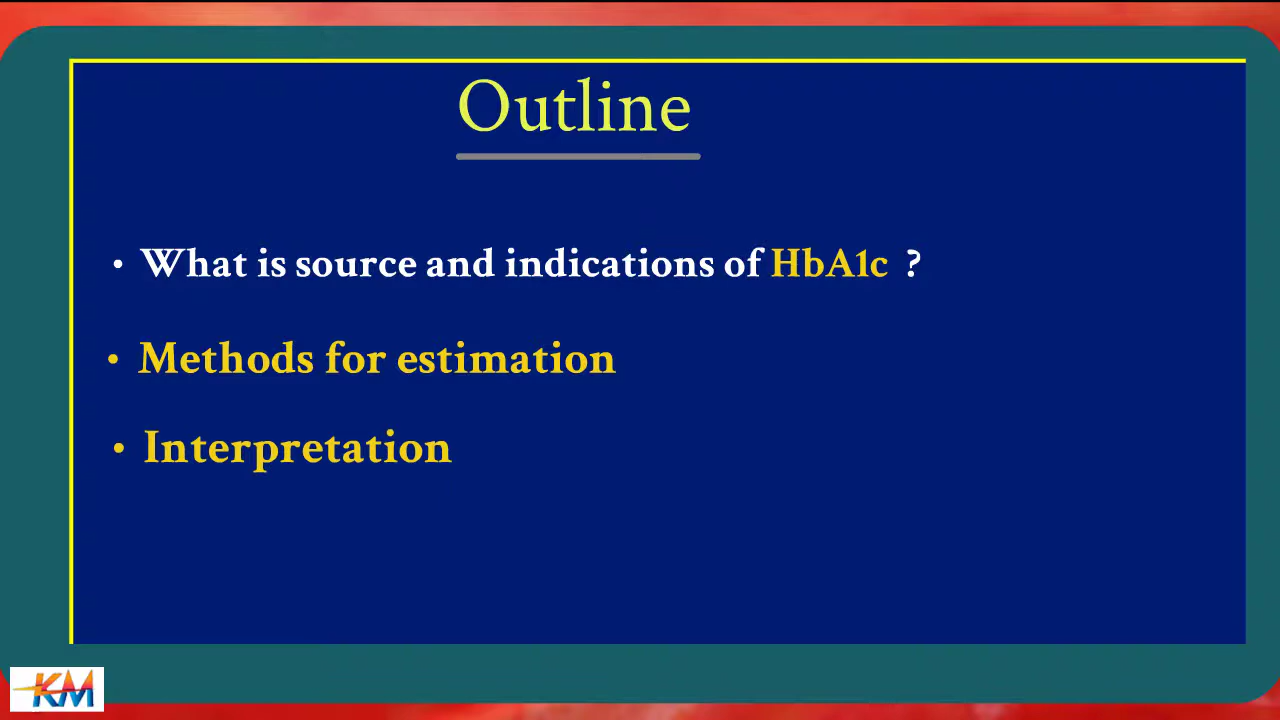 Outline
• What is source and indications of HbA1c ?
• Methods for estimation
• Interpretation
KM